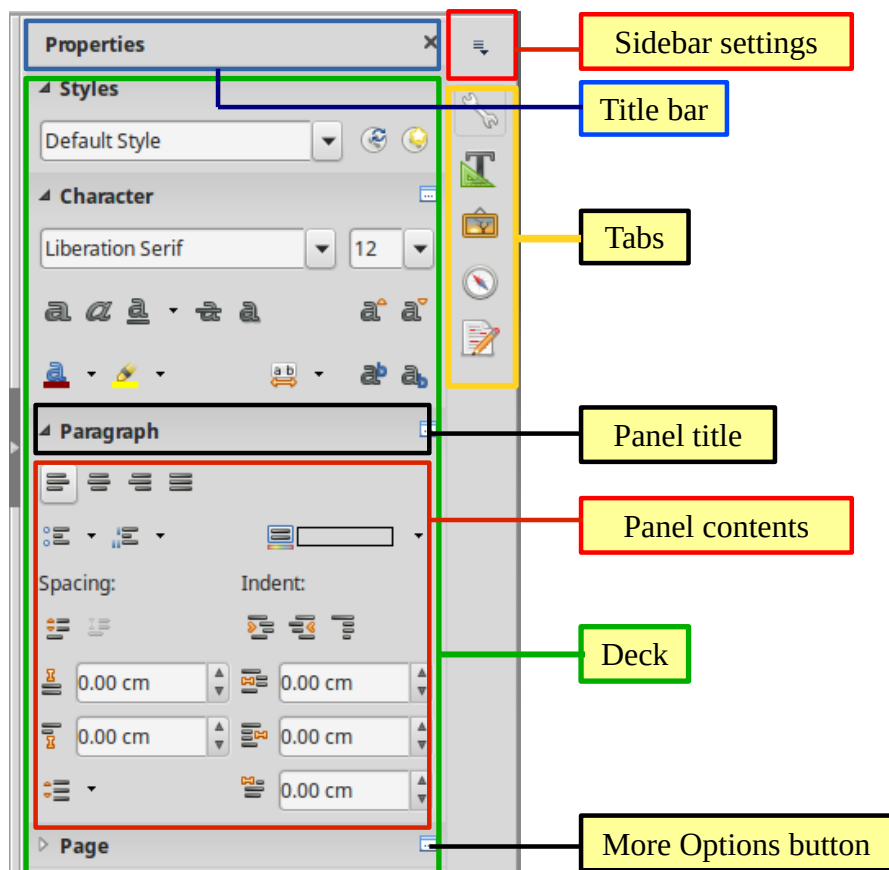 Properties
Sidebar settings
Styles
Title bar
Default Style
Character
Liberation Serif 12
Tabs
Paragraph
Panel title
Panel contents
Spacing: Indent:
Deck
0.00 cm 0.00 cm
0.00 cm 0.00 cm
0.00 cm
Page
More Options button